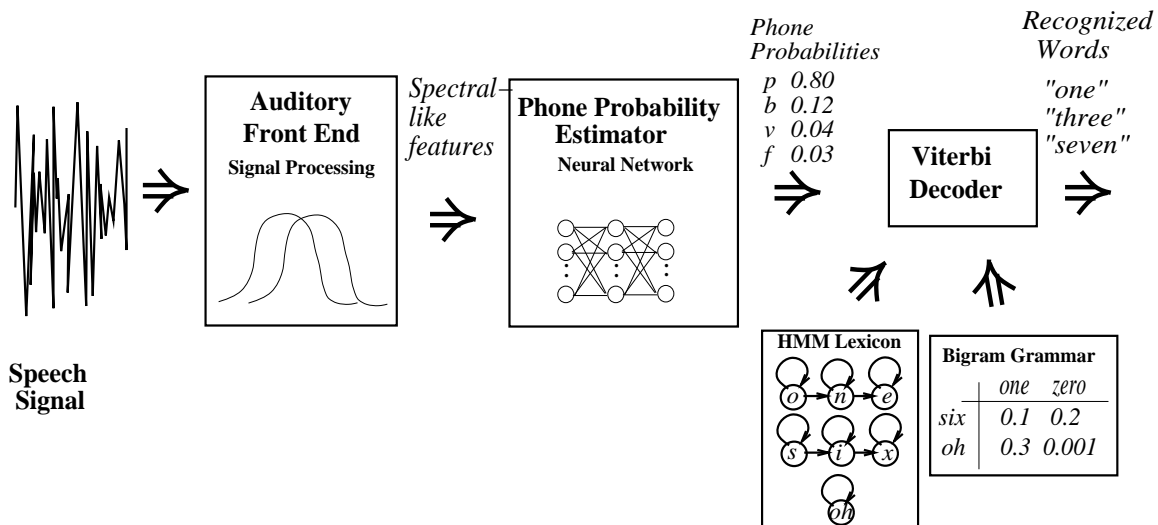 Speech
Signal
Auditory
Front End
Signal Processing
Spectral–
like
features
Phone Probability
Estimator
Neural Network
Phone
Probabilities
p 0.80
b 0.12
v 0.04
f 0.03
Viterbi
Decoder
Recognized
Words
"one"
"three"
"seven"
HMM Lexicon
o n e
s i x
oh
Bigram Grammar
one zero
six 0.1 0.2
oh 0.3 0.001